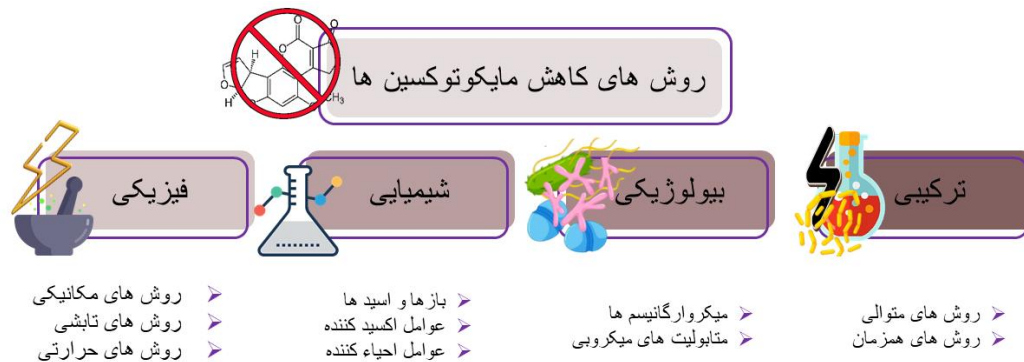 روش های کاهش مایکوتوکسین ها
O
O
O
H
O
H
O
CH₃
فیزیکی
شیمیایی
بیولوژیکی
ترکیبی
روش های مکانیکی
روش های تابشی
روش های حرارتی
بازها و اسید ها
عوامل اکسید کننده
عوامل احیاء کننده
میکروارگانیسم ها
متابولیت های میکروبی
روش های متوالی
روش های همزمان